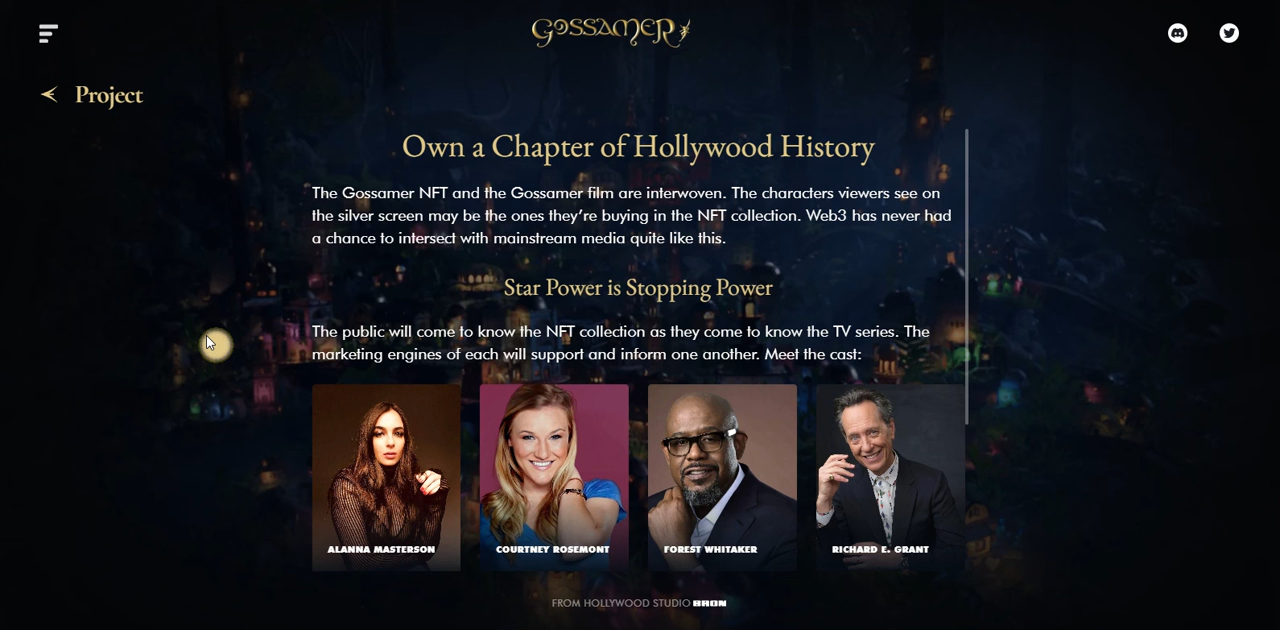 GOSSAMER
Project
Own a Chapter of Hollywood History
The Gossamer NFT and the Gossamer film are interwoven. The characters viewers see on
the silver screen may be the ones they’re buying in the NFT collection. Web3 has never had
a chance to intersect with mainstream media quite like this.
Star Power is Stopping Power
The public will come to know the NFT collection as they come to know the TV series. The
marketing engines of each will support and inform one another. Meet the cast:
ALANNA MASTERSON
COURTNEY ROSEMONT
FOREST WHITAKER
RICHARD E. GRANT
FROM HOLLYWOOD STUDIO BRON